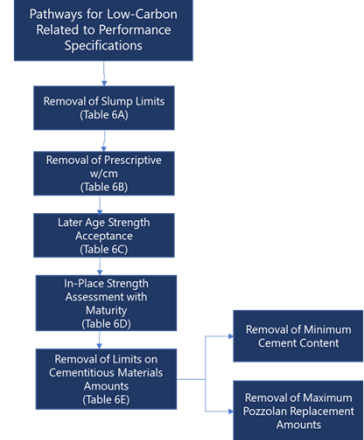 Pathways for Low-Carbon
Related to Performance
Specifications
Removal of Slump Limits
(Table 6A)
Removal of Prescriptive
w/cm
(Table 6B)
Later Age Strength
Acceptance
(Table 6C)
In-Place Strength
Assessment with
Maturity
(Table 6D)
Removal of Limits on
Cementitious Materials
Amounts
(Table 6E)
Removal of Minimum
Cement Content
Removal of Maximum
Pozzolan Replacement
Amounts